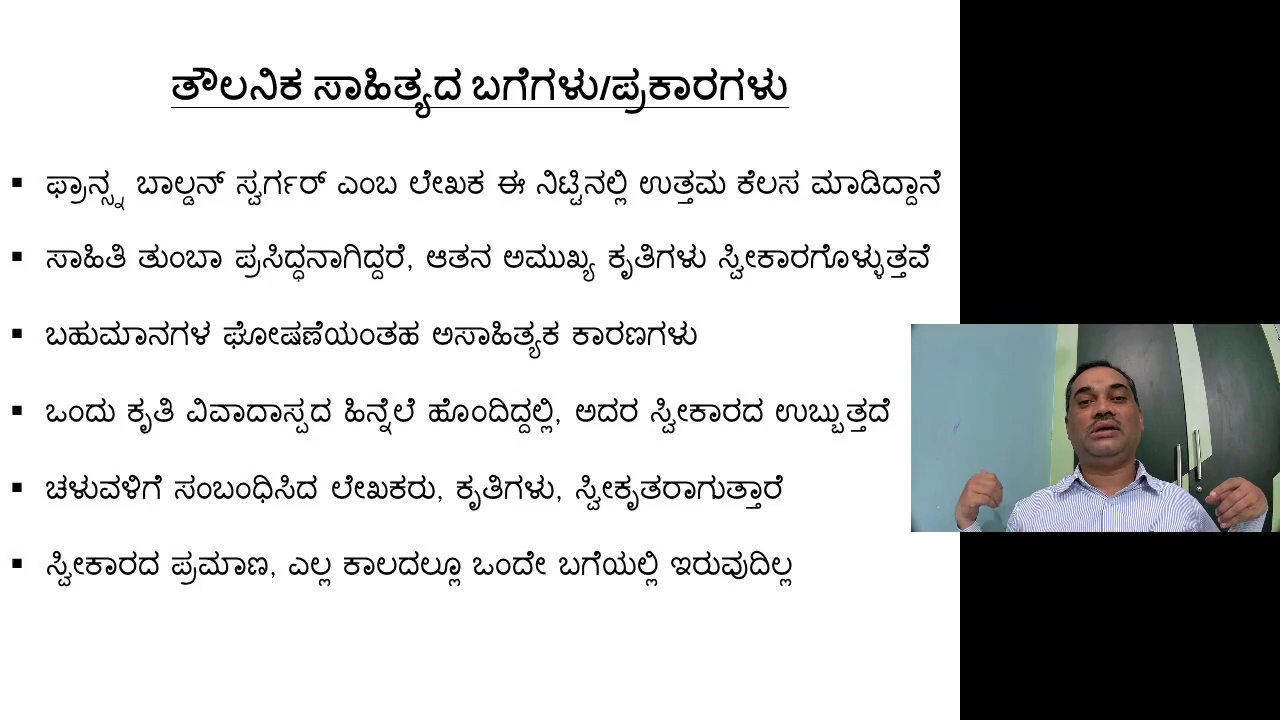 ತೌಲನಿಕ ಸಾಹಿತ್ಯದ ಬಗೆಗಳು/ಪ್ರಕಾರಗಳು
▪ ಫ್ರಾನ್ಸ್ನ ಬಾಲ್ಡನ್ ಸ್ವರ್ಗರ್ ಎಂಬ ಲೇಖಕ ಈ ನಿಟ್ಟಿನಲ್ಲಿ ಉತ್ತಮ ಕೆಲಸ ಮಾಡಿದ್ದಾನೆ
▪ ಸಾಹಿತಿ ತುಂಬಾ ಪ್ರಸಿದ್ಧನಾಗಿದ್ದರೆ, ಆತನ ಅಮುಖ್ಯ ಕೃತಿಗಳು ಸ್ವೀಕಾರಗೊಳ್ಳುತ್ತವೆ
▪ ಬಹುಮಾನಗಳ ಘೋಷಣೆಯಂತಹ ಅಸಾಹಿತ್ಯಕ ಕಾರಣಗಳು
▪ ಒಂದು ಕೃತಿ ವಿವಾದಾಸ್ಪದ ಹಿನ್ನೆಲೆ ಹೊಂದಿದ್ದಲ್ಲಿ, ಅದರ ಸ್ವೀಕಾರದ ಉಬ್ಬುತ್ತದೆ
▪ ಚಳುವಳಿಗೆ ಸಂಬಂಧಿಸಿದ ಲೇಖಕರು, ಕೃತಿಗಳು, ಸ್ವೀಕೃತರಾಗುತ್ತಾರೆ
▪ ಸ್ವೀಕಾರದ ಪ್ರಮಾಣ, ಎಲ್ಲ ಕಾಲದಲ್ಲೂ ಒಂದೇ ಬಗೆಯಲ್ಲಿ ಇರುವುದಿಲ್ಲ